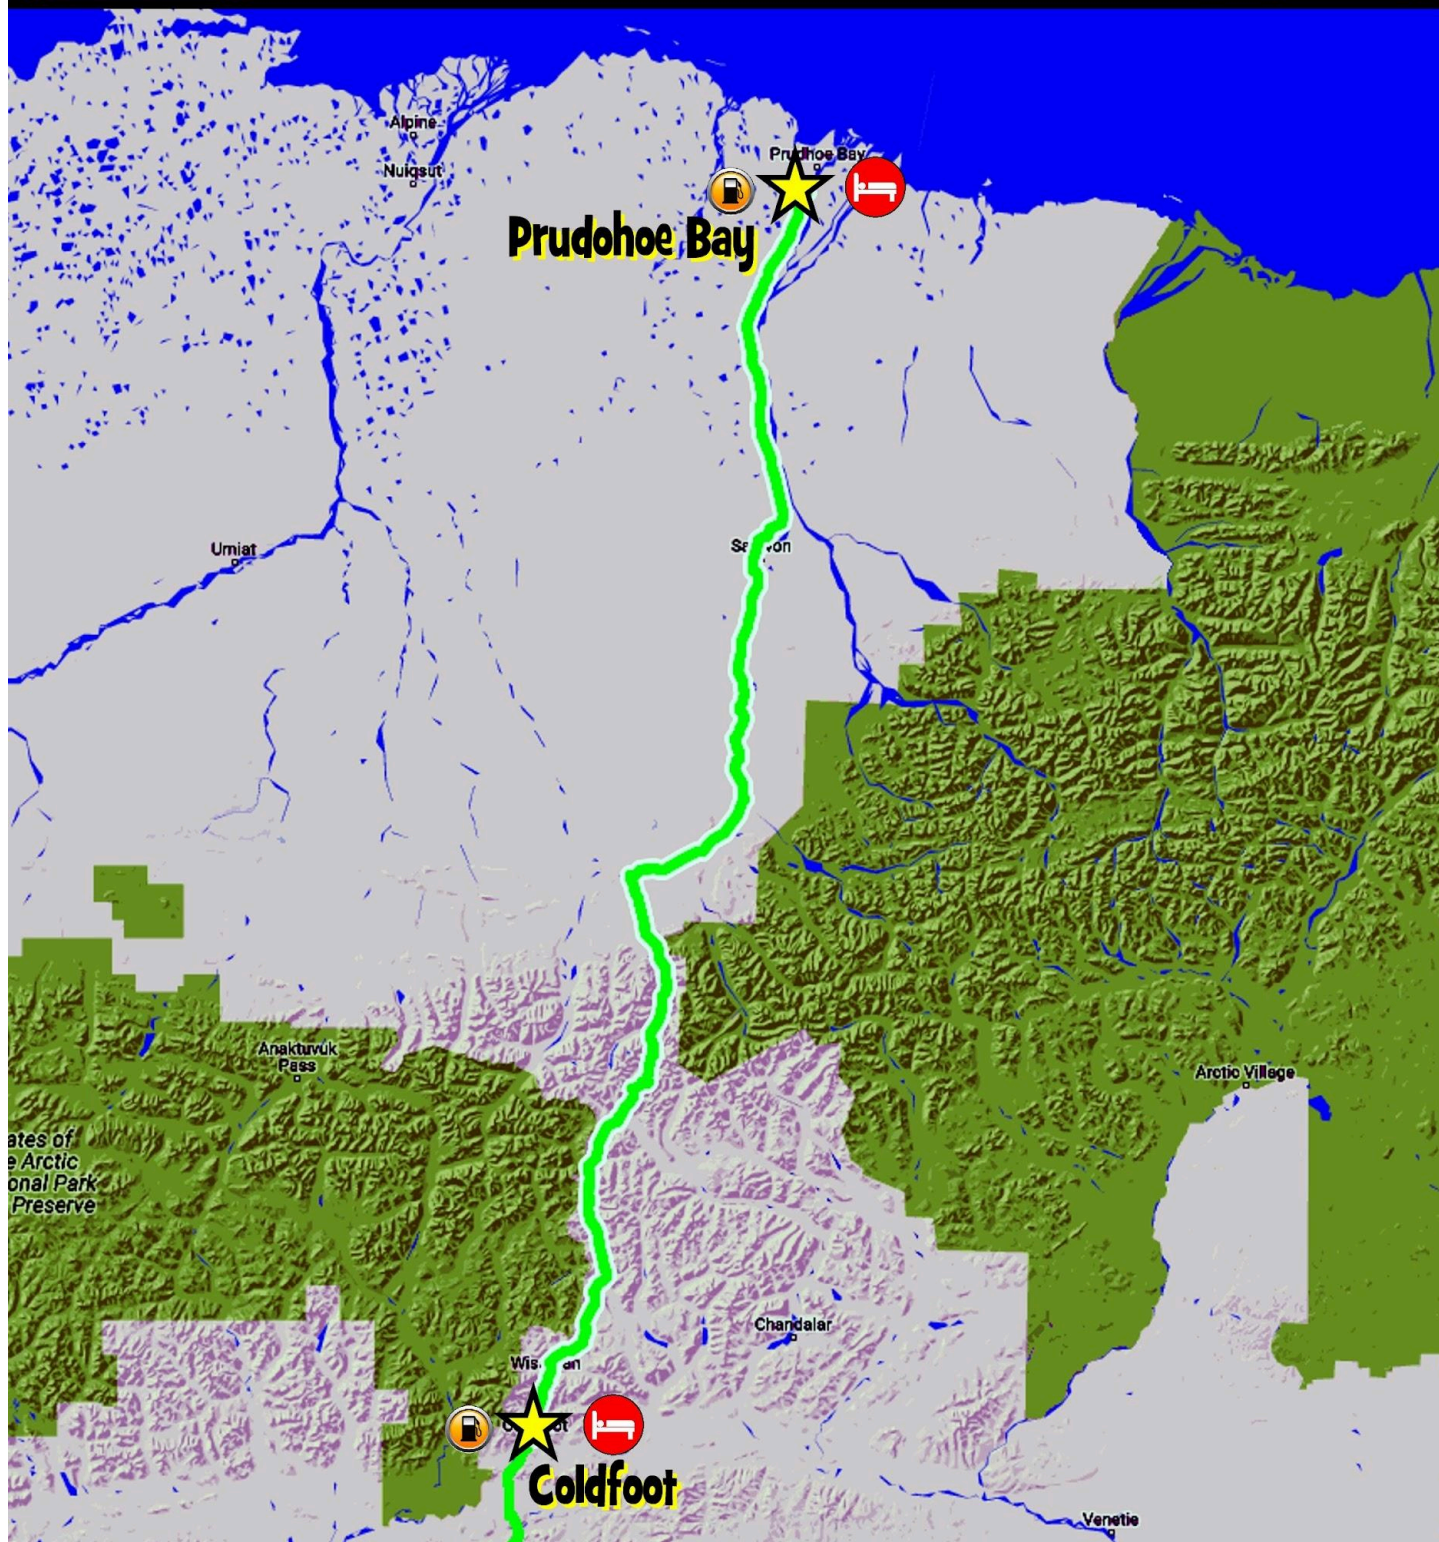 Alpine
Nuiqsut
Prudhoe Bay
Prudohoe Bay
Umiat
Anaktuvuk
Pass
Arctic Village
ates of
e Arctic
onal Park
Preserve
Chandalar
Coldfoot
Venetie